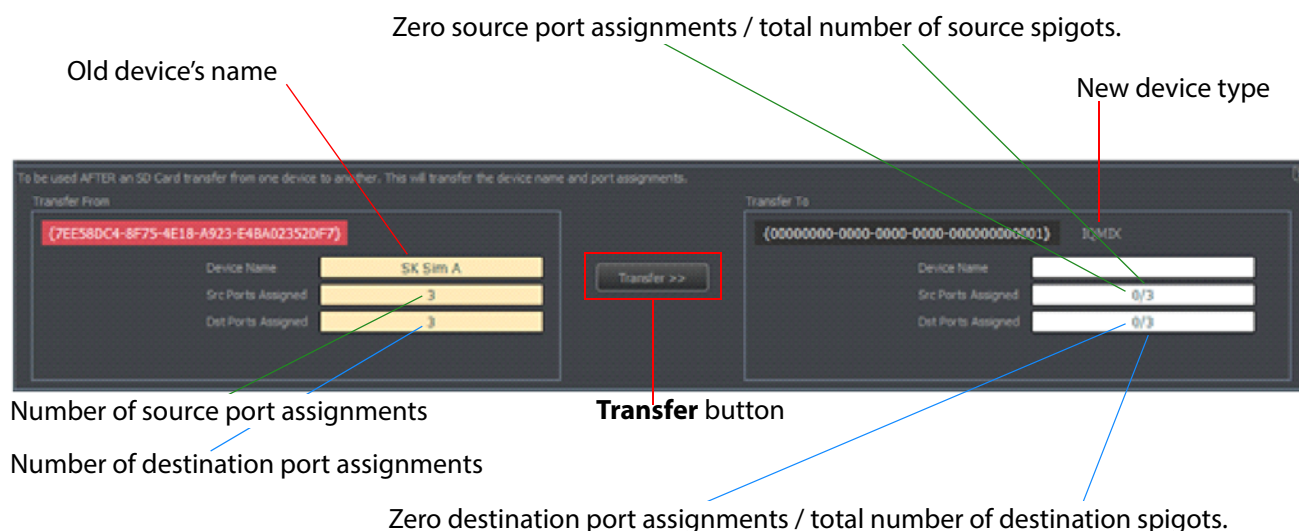 Zero source port assignments / total number of source spigots.
Old device's name
New device type
To be used AFTER an SD Card transfer from one device to another. This will transfer the device name and port assignments.
Transfer From
{7EE58DC4-8F75-4E18-A923-E4BA02352DF7}
Device Name
SK Sim A
Src Ports Assigned
3
Dst Ports Assigned
3
Transfer >>
Transfer To
{00000000-0000-0000-0000-000000000001}
IQMIX
Device Name
Src Ports Assigned
0/3
Dst Ports Assigned
0/3
Number of source port assignments
Transfer button
Number of destination port assignments
Zero destination port assignments / total number of destination spigots.